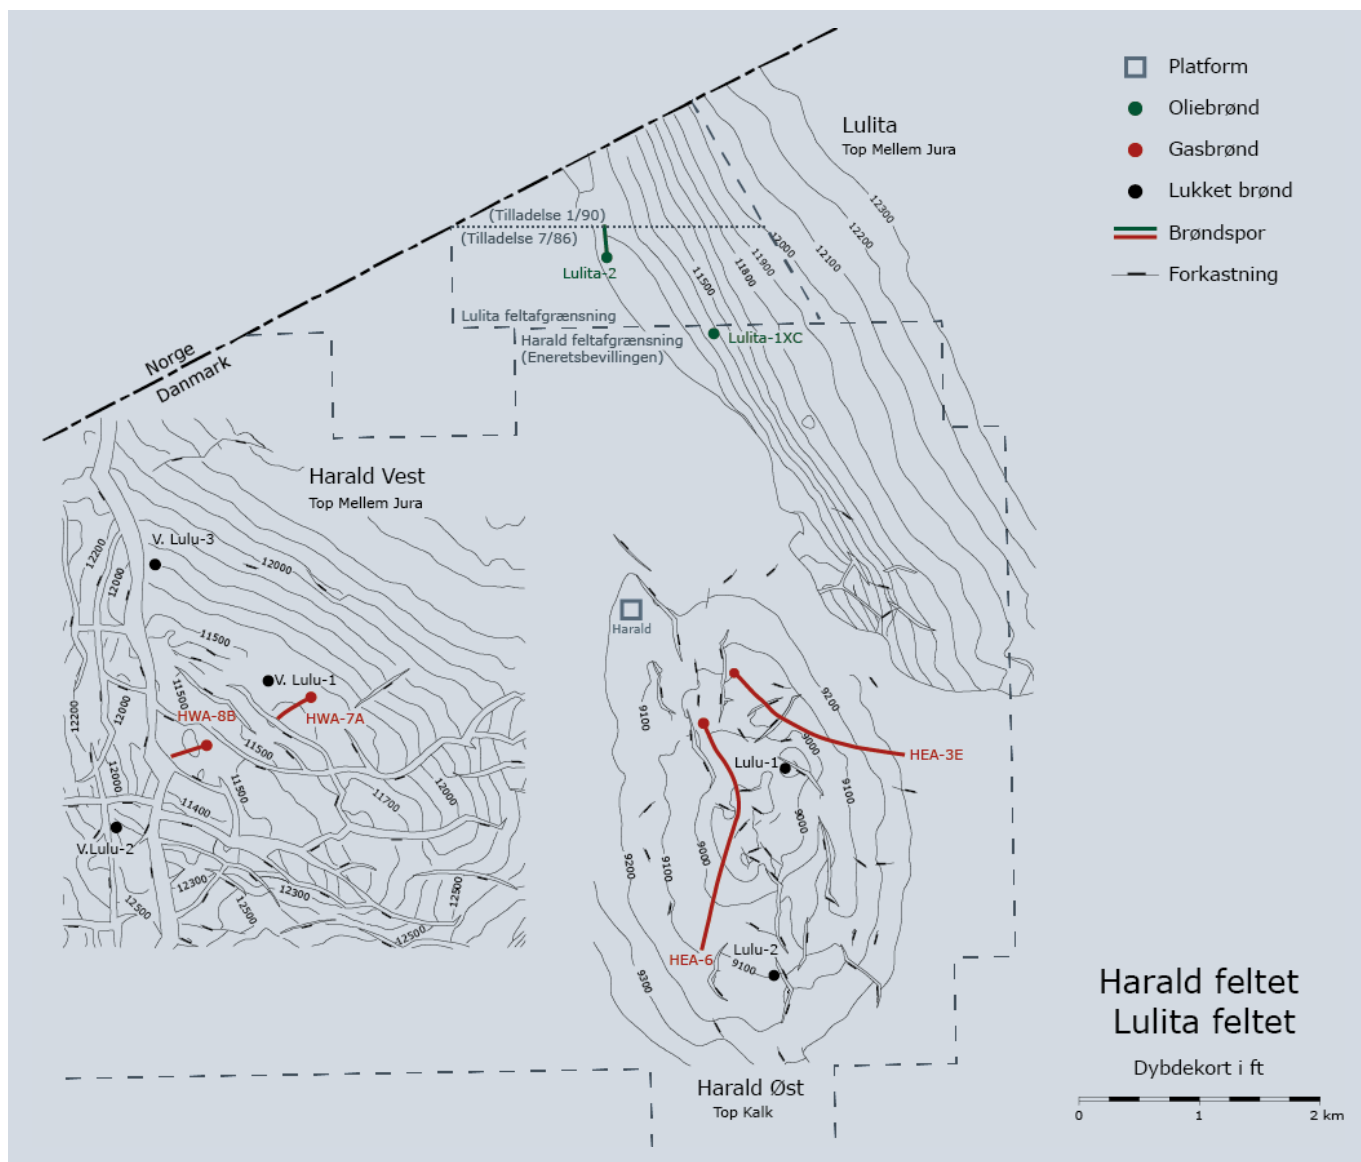 Platform
Oliebrønd
Gasbrønd
Lukket brønd
Brøndspor
Forkastning
Lulita
Top Mellem Jura
12300
12200
12100
12000
11900
11800
11500
(Tilladelse 1/90)
(Tilladelse 7/86)
Lulita-2
Lulita feltafgrænsning
Harald feltafgrænsning
(Eneretsbevillingen)
Lulita-1XC
Norge
Danmark
Harald Vest
Top Mellem Jura
V. Lulu-3
12200
12000
12000
11500
V. Lulu-1
11500
HWA-8B
HWA-7A
12200
12000
11500
12000
11500
11700
12000
11400
V.Lulu-2
12300
12300
12500
12500
12500
12500
Harald
9100
9200
9000
HEA-3E
Lulu-1
9100
9000
9000
9200
9100
Lulu-2
HEA-6
9100
9300
Harald Øst
Top Kalk
Harald feltet
Lulita feltet
Dybdekort i ft
0 1 2 km